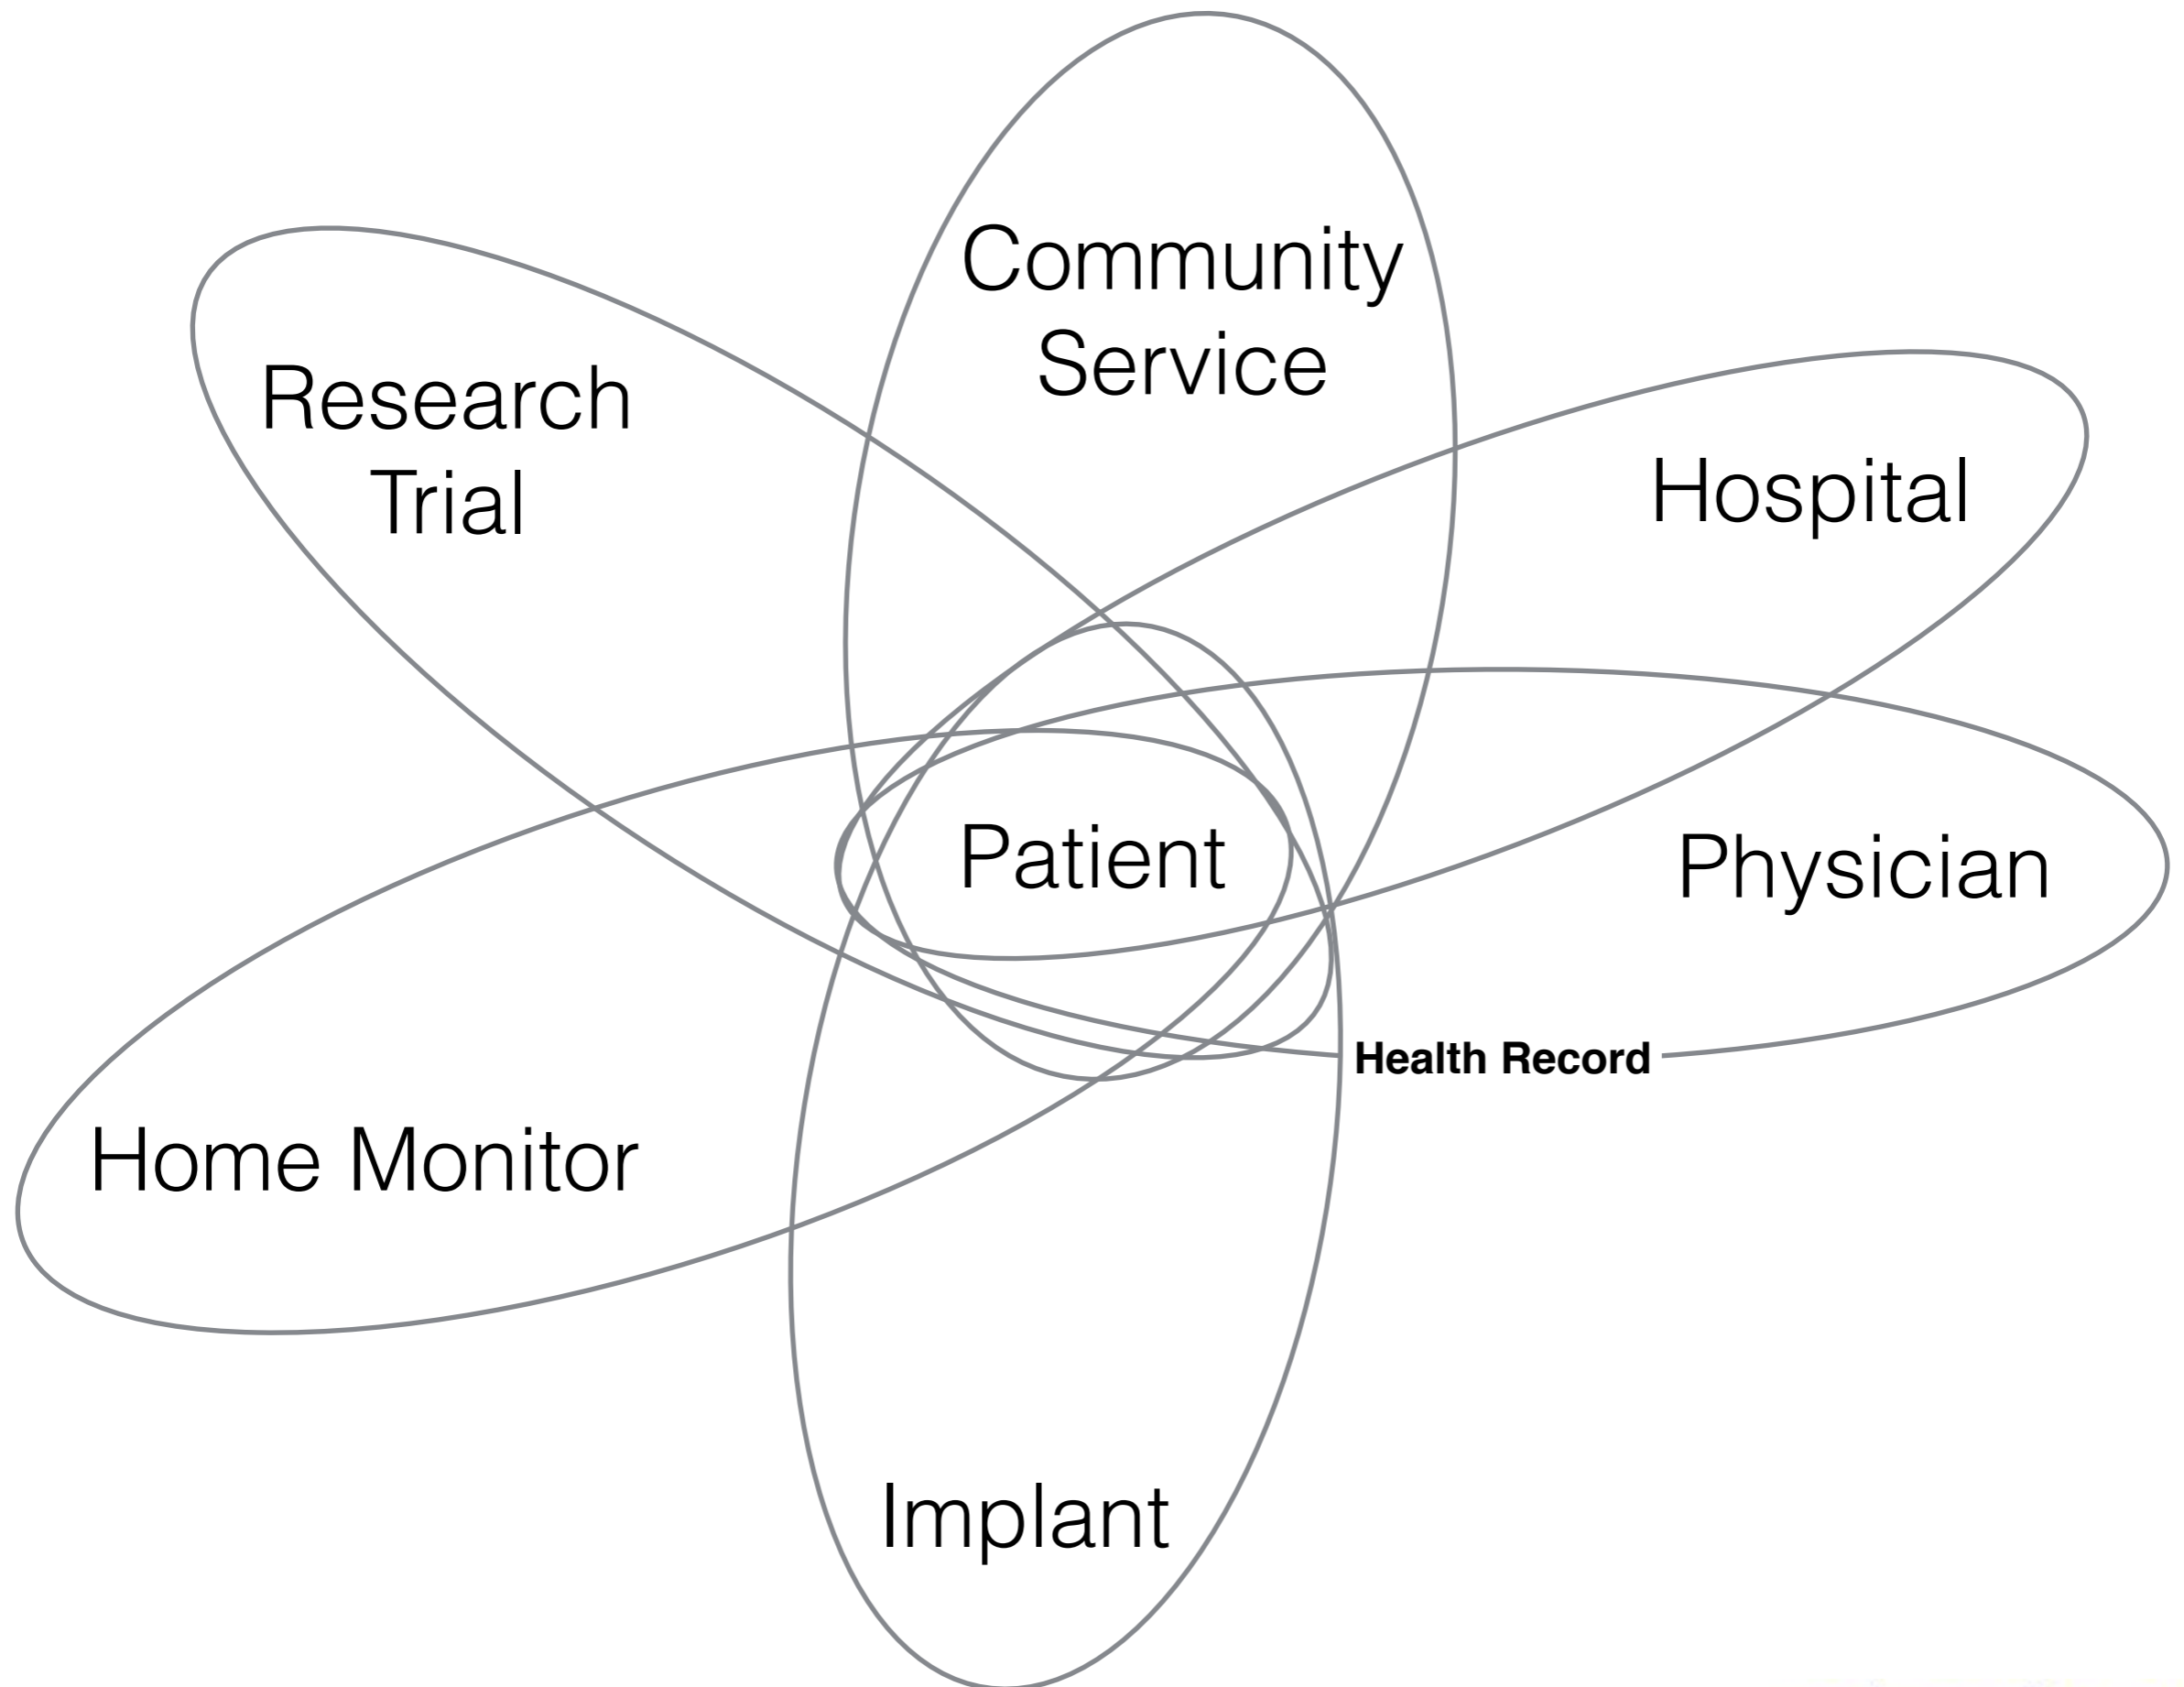 Community
Service
Research
Trial
Hospital
Patient
Physician
Health Record
Home Monitor
Implant